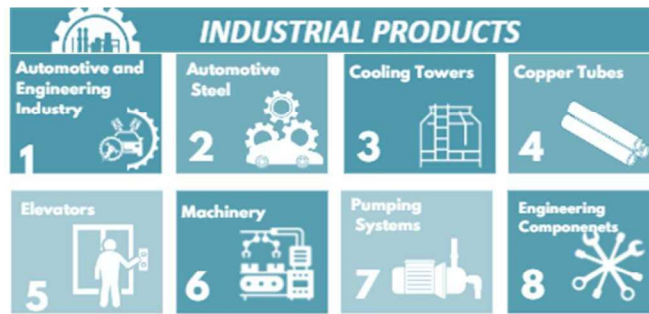 INDUSTRIAL PRODUCTS
Automotive and
Engineering
Industry
1
Automotive
Steel
2
Cooling Towers
3
Copper Tubes
4
Elevators
5
Machinery
6
Pumping
Systems
7
Engineering
Componenets
8